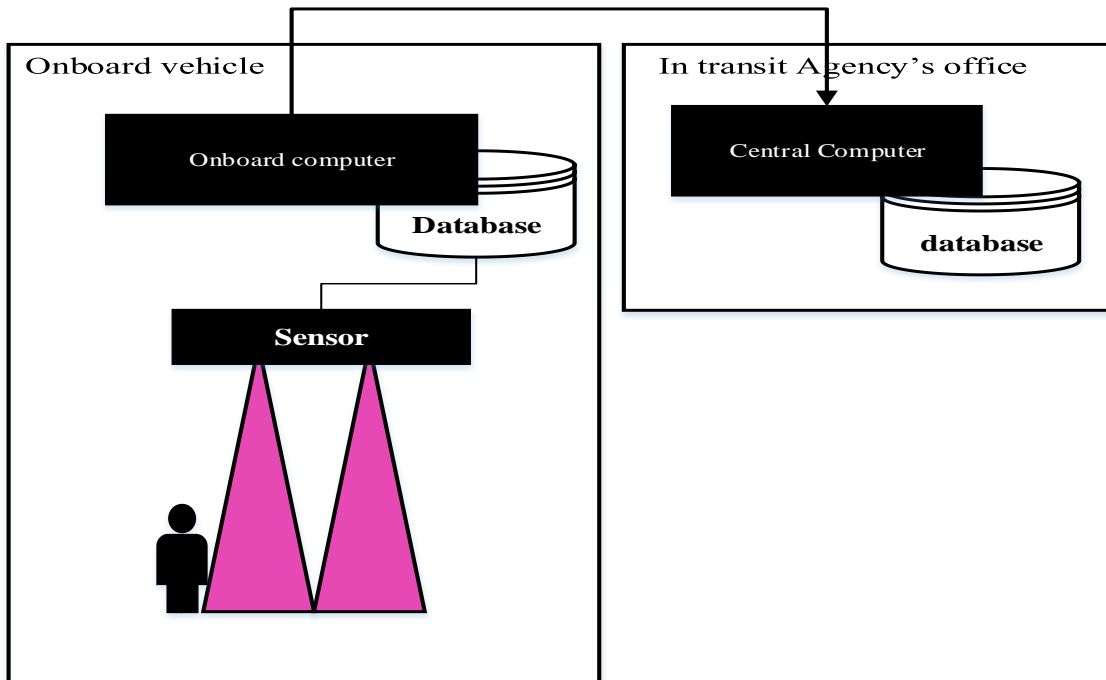 Onboard vehicle
In transit Agency’s office
Onboard computer
Central Computer
Database
database
Sensor